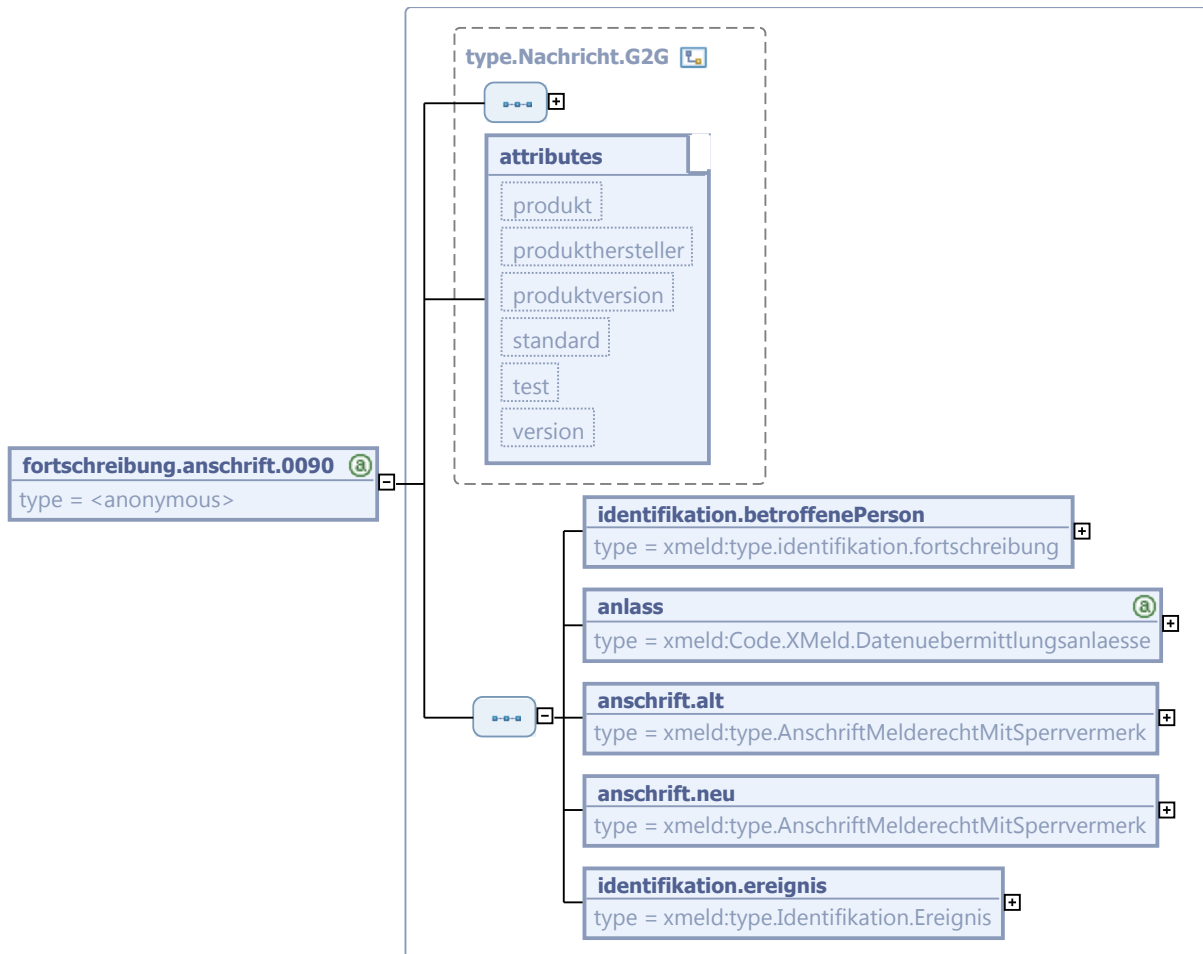 type.Nachricht.G2G
attributes
produkt
produkthersteller
produktversion
standard
test
version
fortschreibung.anschrift.0090 @
type = <anonymous>
identifikation.betroffenePerson
type = xmeld:type.identifikation.fortschreibung
anlass @
type = xmeld:Code.XMeld.Datenuebermittlungsanlaesse
anschrift.alt
type = xmeld:type.AnschriftMelderechtMitSperrvermerk
anschrift.neu
type = xmeld:type.AnschriftMelderechtMitSperrvermerk
identifikation.ereignis
type = xmeld:type.Identifikation.Ereignis